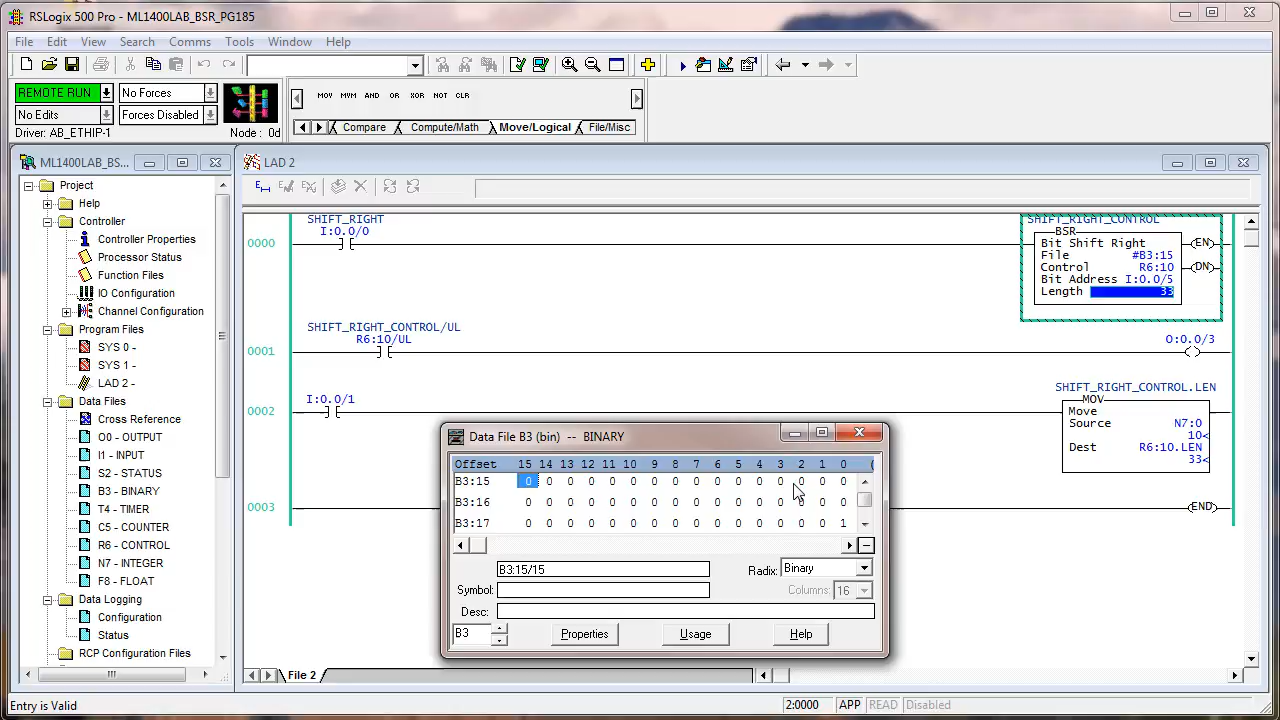 RSLogix 500 Pro - ML1400LAB_BSR_PG185
File Edit View Search Comms Tools Window Help
REMOTE RUN No Forces
No Edits Forces Disabled
Driver: AB_ETHIP-1 Node : 0d
MOV MVM AND OR XOR NOT CLR
Compare Compute/Math Move/Logical File/Misc
ML1400LAB_BS...
Project
Help
Controller
Controller Properties
Processor Status
Function Files
IO Configuration
Channel Configuration
Program Files
SYS 0 -
SYS 1 -
LAD 2 -
Data Files
Cross Reference
O0 - OUTPUT
I1 - INPUT
S2 - STATUS
B3 - BINARY
T4 - TIMER
C5 - COUNTER
R6 - CONTROL
N7 - INTEGER
F8 - FLOAT
Data Logging
Configuration
Status
RCP Configuration Files
LAD 2
SHIFT_RIGHT
I:0.0/0
0000
SHIFT_RIGHT_CONTROL
BSR
Bit Shift Right EN
File #B3:15
Control R6:10 DN
Bit Address I:0.0/5
Length 33
SHIFT_RIGHT_CONTROL/UL
R6:10/UL O:0.0/3
0001
I:0.0/1
0002
SHIFT_RIGHT_CONTROL.LEN
MOV
Move
Source N7:0
10<
Dest R6:10.LEN
33<
0003 END
Data File B3 (bin) -- BINARY
Offset 15 14 13 12 11 10 9 8 7 6 5 4 3 2 1 0 (
B3:15 0 0 0 0 0 0 0 0 0 0 0 0 0 0 0 0
B3:16 0 0 0 0 0 0 0 0 0 0 0 0 0 0 0 0
B3:17 0 0 0 0 0 0 0 0 0 0 0 0 0 0 0 1
B3:15/15 Radix: Binary
Symbol: Columns: 16
Desc:
B3 Properties Usage Help
File 2
Entry is Valid 2:0000 APP READ Disabled